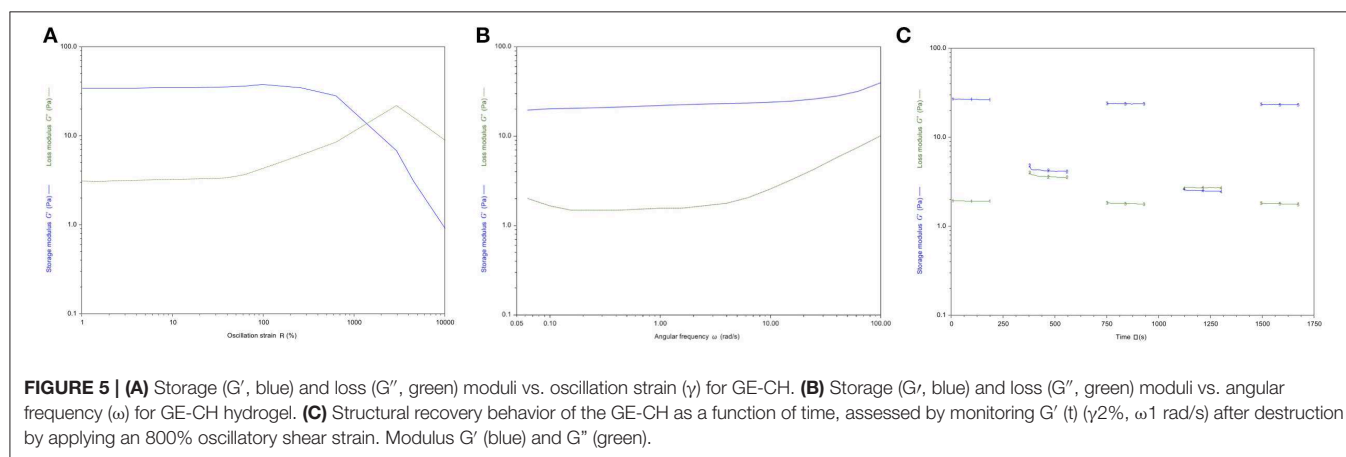 A
B
C
100.0
10.0
1.0
0.1
Storage modulus G' (Pa) —— Loss modulus G" (Pa) ——
1 10 100 1000 10000
Oscillation strain R (%)
100.0
10.0
1.0
0.1
Storage modulus G' (Pa) —— Loss modulus G" (Pa) ——
0.05 0.10 1.00 10.00 100.00
Angular frequency ω (rad/s)
100.0
10.0
1.0
0.1
Storage modulus G' (Pa) —— Loss modulus G" (Pa) ——
0 250 500 750 1000 1250 1500 1750
Time □(s)
FIGURE 5 | (A) Storage (G′, blue) and loss (G″, green) moduli vs. oscillation strain (γ) for GE-CH. (B) Storage (G′, blue) and loss (G″, green) moduli vs. angular
frequency (ω) for GE-CH hydrogel. (C) Structural recovery behavior of the GE-CH as a function of time, assessed by monitoring G′ (t) (γ2%, ω1 rad/s) after destruction
by applying an 800% oscillatory shear strain. Modulus G′ (blue) and G” (green).